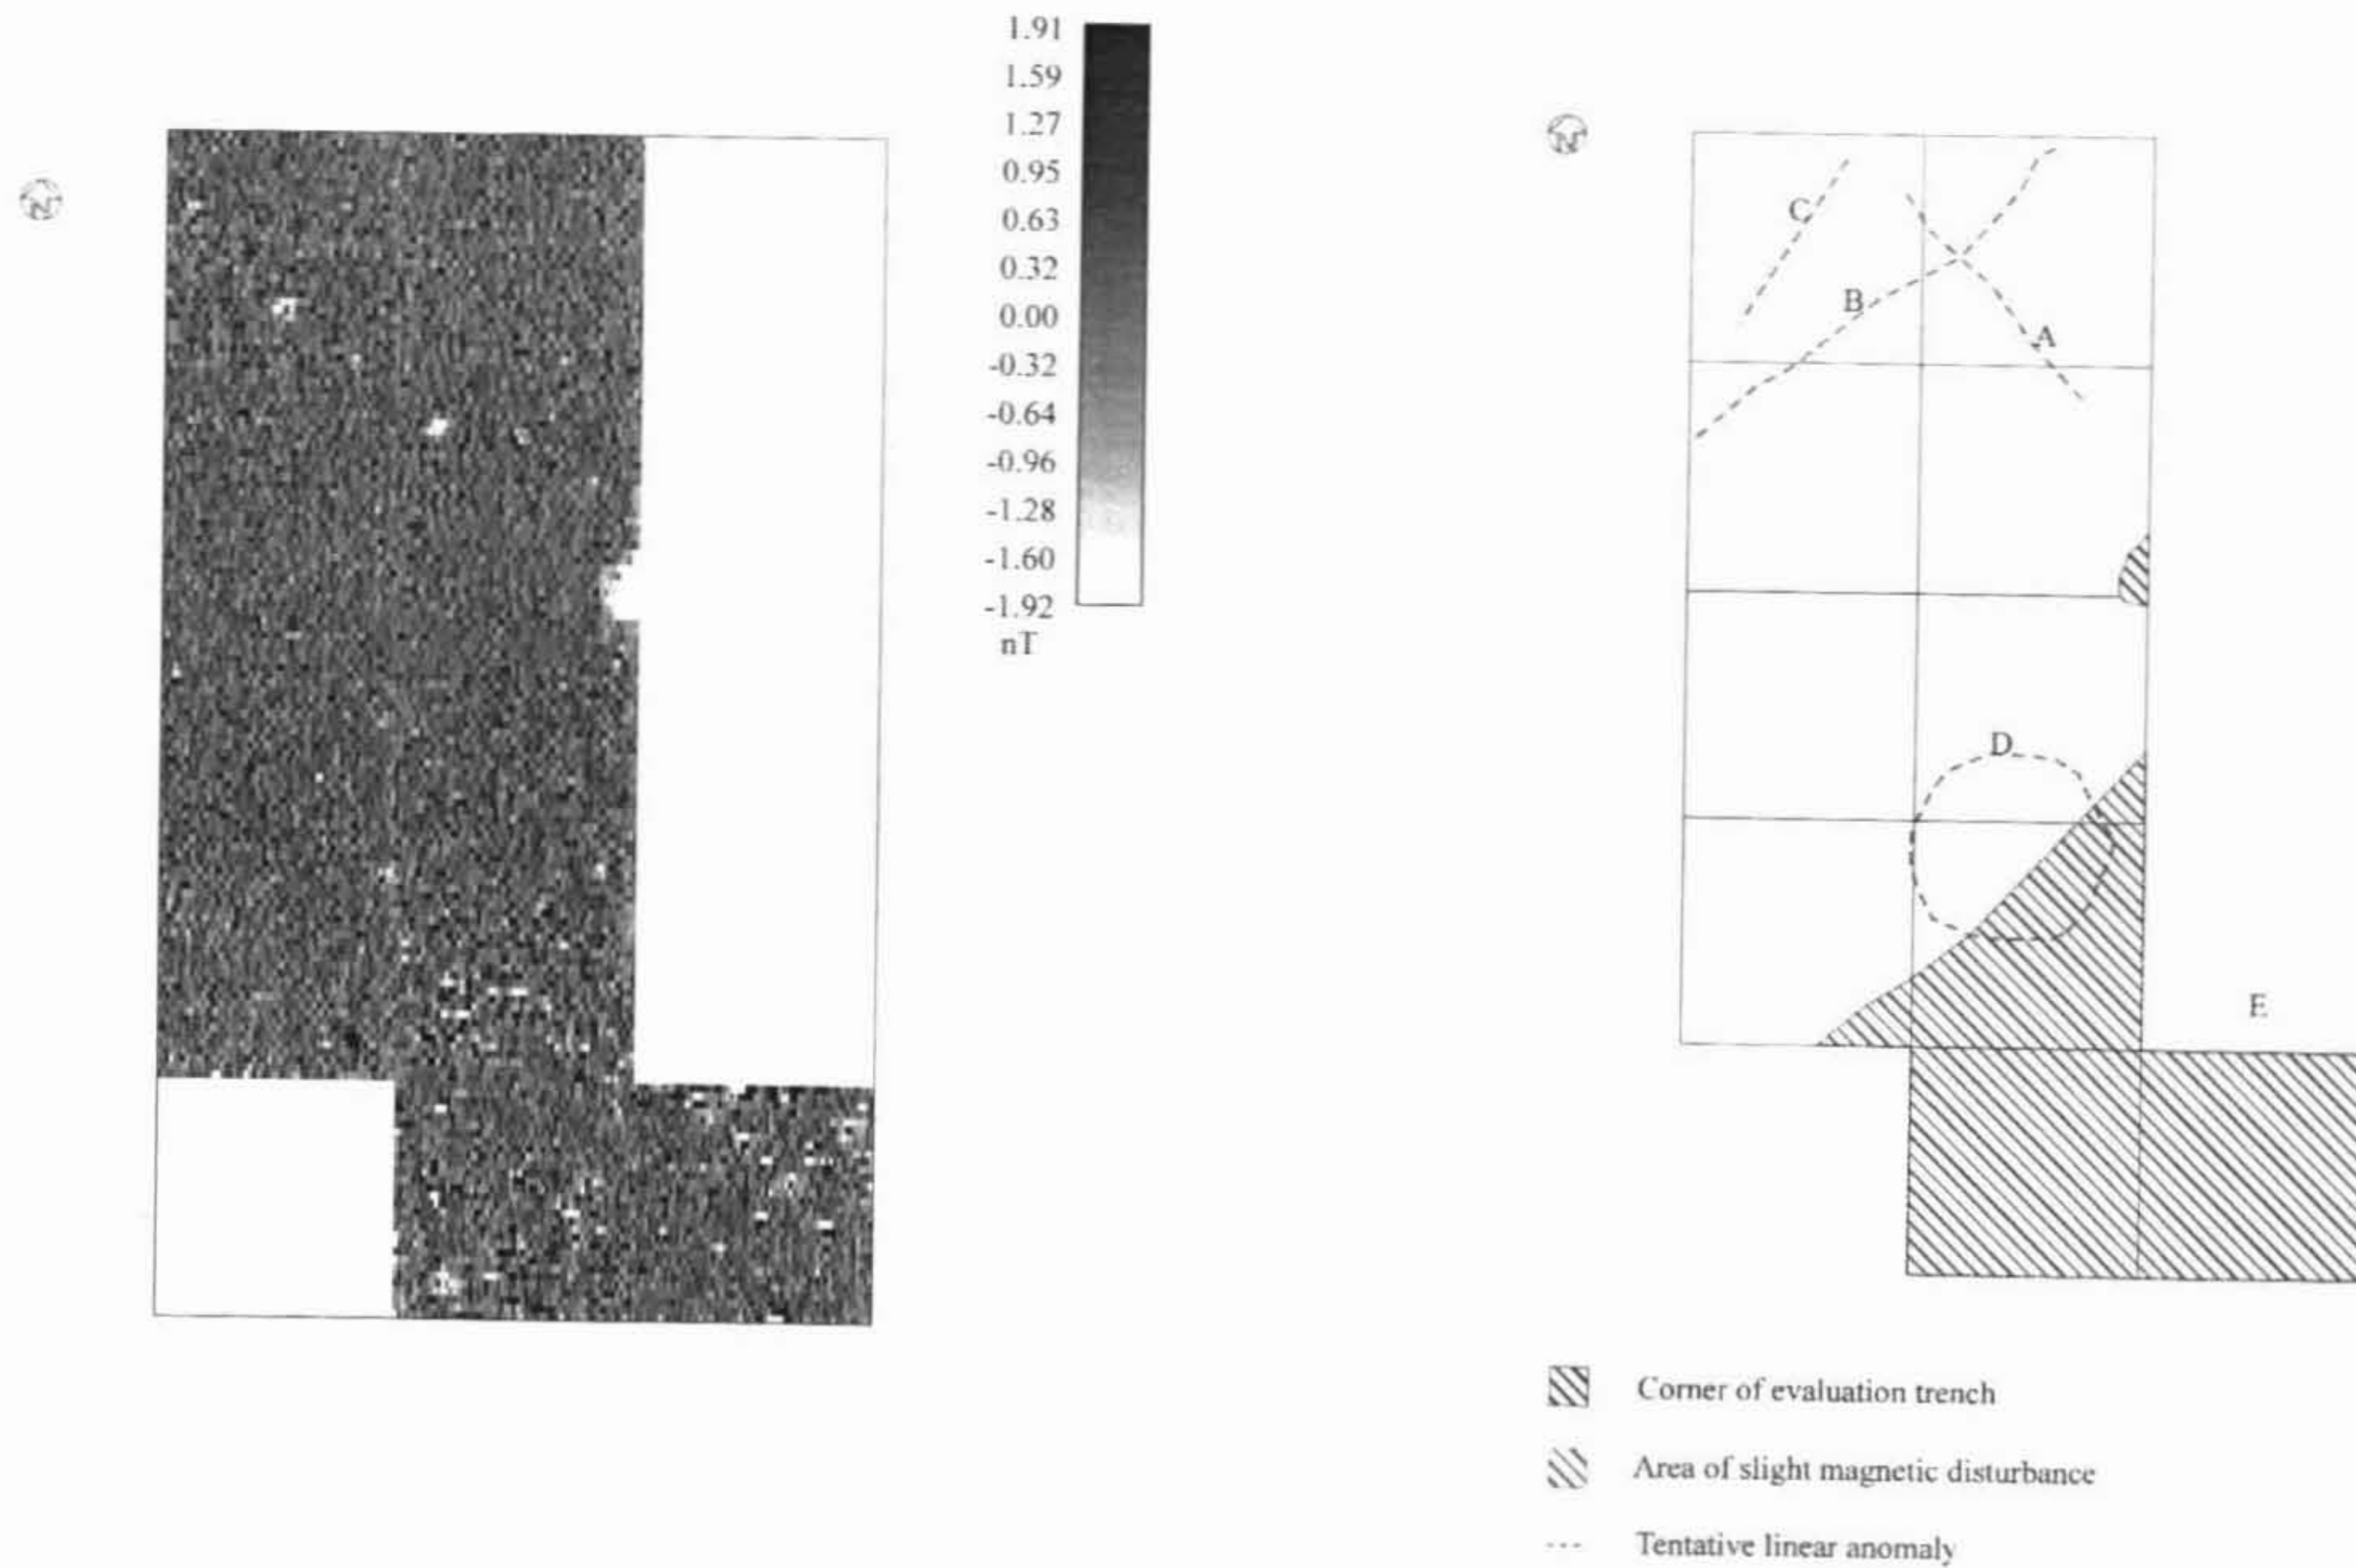 1.91
1.59
1.27
0.95
0.63
0.32
0.00
-0.32
-0.64
-0.96
-1.28
-1.60
-1.92
nT
N
N
C
B
A
D
E
Corner of evaluation trench
Area of slight magnetic disturbance
Tentative linear anomaly